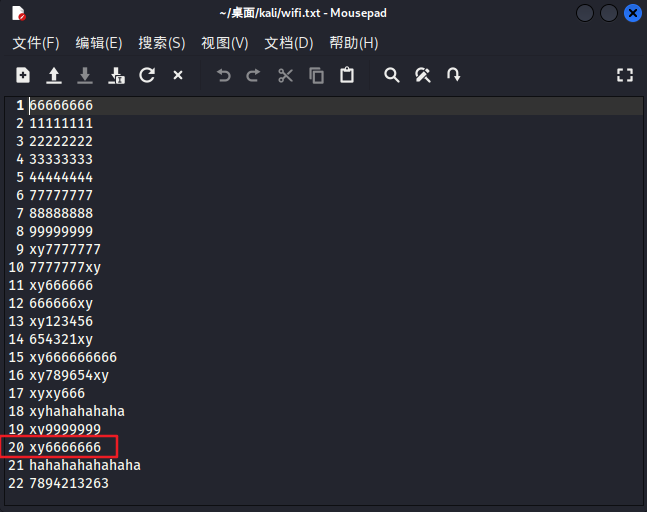 ~/桌面/kali/wifi.txt - Mousepad
文件(F) 编辑(E) 搜索(S) 视图(V) 文档(D) 帮助(H)
1 66666666
2 11111111
3 22222222
4 33333333
5 44444444
6 77777777
7 88888888
8 99999999
9 xy7777777
10 7777777xy
11 xy666666
12 666666xy
13 xy123456
14 654321xy
15 xy666666666
16 xy789654xy
17 xyxy666
18 xyhahahahaha
19 xy9999999
20 xy6666666
21 hahahahahahaha
22 7894213263